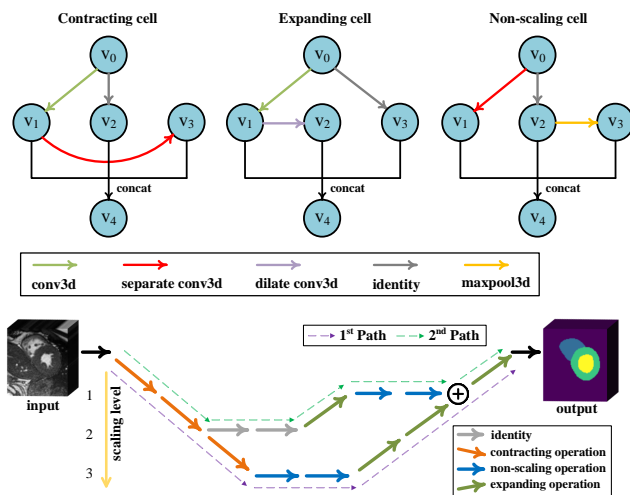 Contracting cell
Expanding cell
Non-scaling cell
v0
v1
v2
v3
concat
v4
v0
v1
v2
v3
concat
v4
v0
v1
v2
v3
concat
v4
conv3d
separate conv3d
dilate conv3d
identity
maxpool3d
1st Path
2nd Path
input
scaling level
1
2
3
output
identity
contracting operation
non-scaling operation
expanding operation